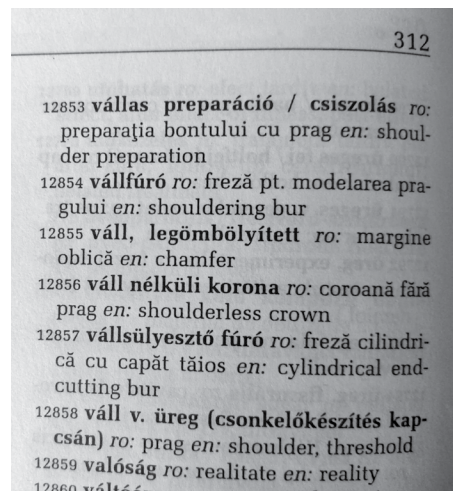 312
12853 vállas preparáció / csiszolás ro:
preparaţia bontului cu prag en: shoul-
der preparation
12854 vállfúró ro: freză pt. modelarea pra-
gului en: shouldering bur
12855 váll, legömbölyített ro: margine
oblică en: chamfer
12856 váll nélküli korona ro: coroană fără
prag en: shoulderless crown
12857 vállsülyesztő fúró ro: freză cilindri-
că cu capăt tăios en: cylindrical end-
cutting bur
12858 váll v. üreg (csonkelőkészítés kap-
csán) ro: prag en: shoulder, threshold
12859 valóság ro: realitate en: reality
12860